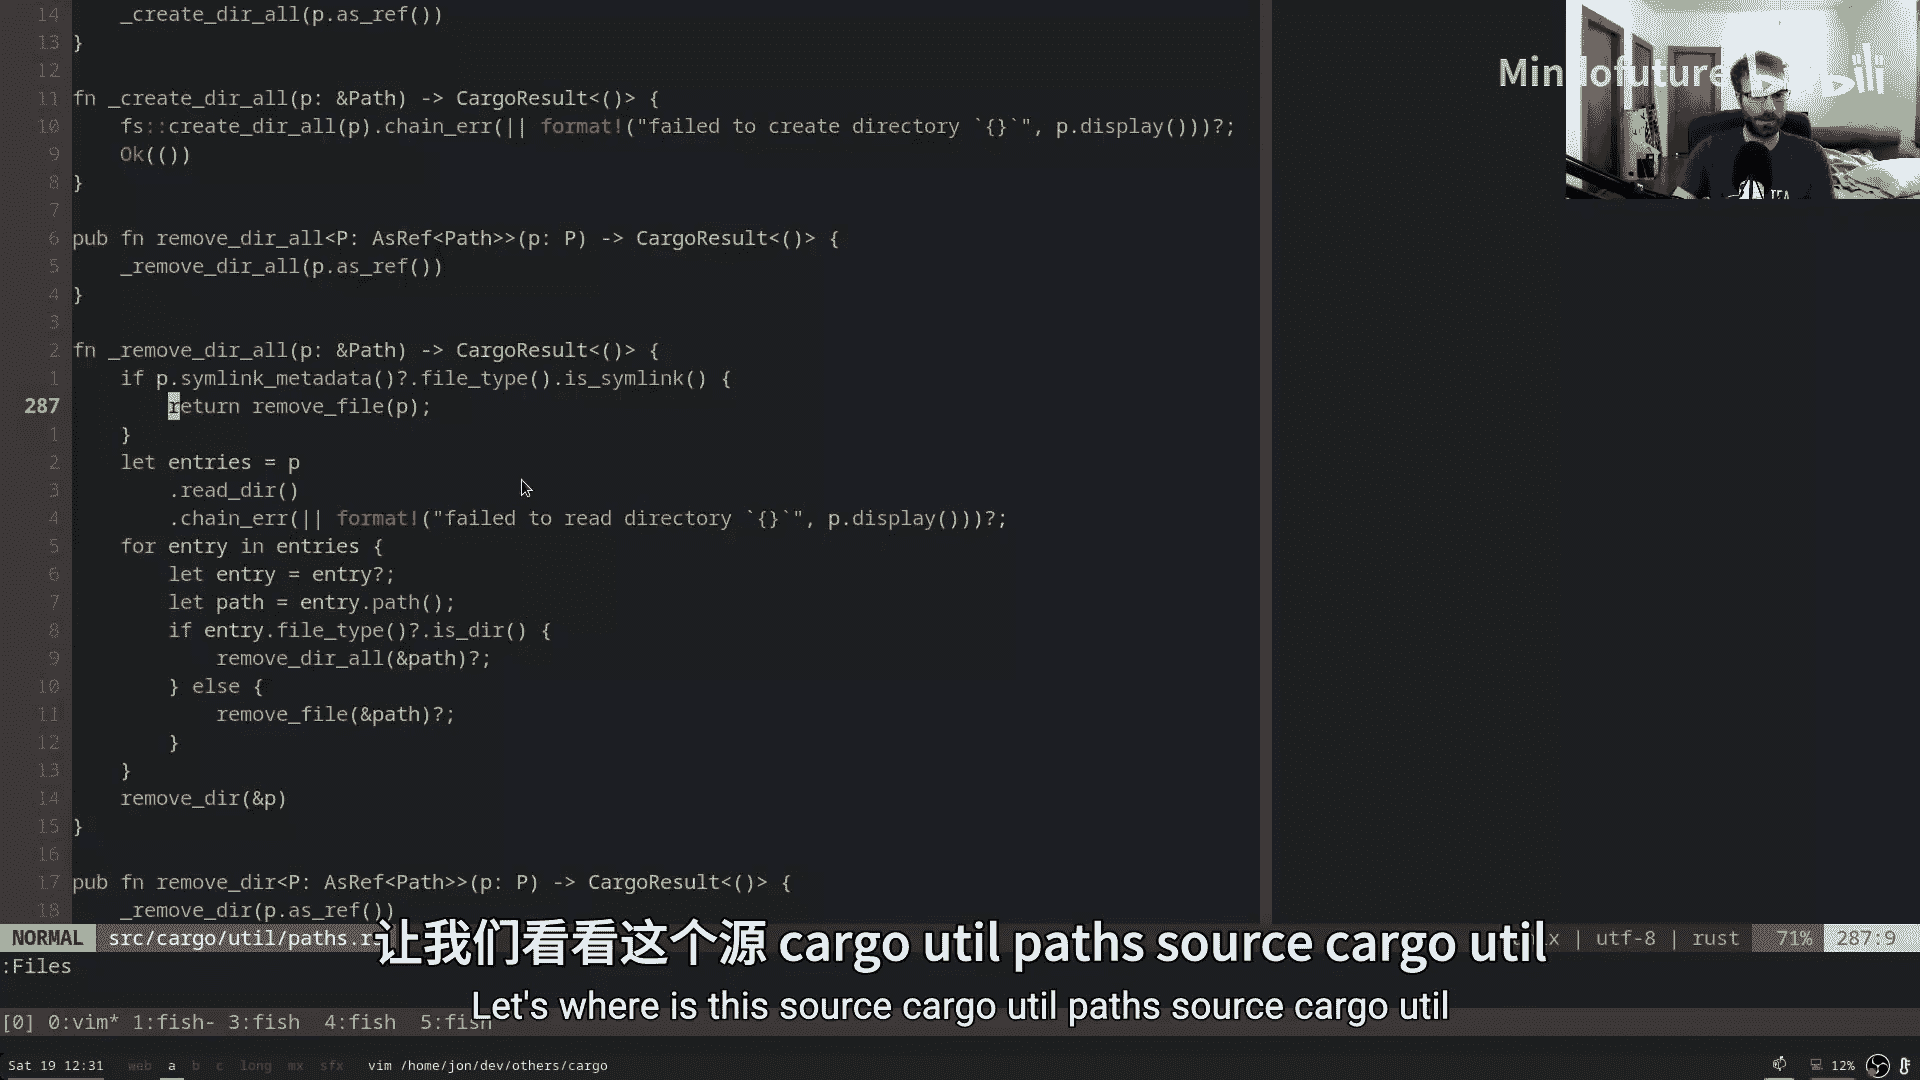 14     _create_dir_all(p.as_ref())
13 }
12
11 fn _create_dir_all(p: &Path) -> CargoResult<()> {
10     fs::create_dir_all(p).chain_err(|| format!("failed to create directory `{}`", p.display()))?;
9     Ok(())
8 }
7
6 pub fn remove_dir_all<P: AsRef<Path>>(p: P) -> CargoResult<()> {
5     _remove_dir_all(p.as_ref())
4 }
3
2 fn _remove_dir_all(p: &Path) -> CargoResult<()> {
1     if p.symlink_metadata()?.file_type().is_symlink() {
287         return remove_file(p);
1     }
2     let entries = p
3         .read_dir()
4         .chain_err(|| format!("failed to read directory `{}`", p.display()))?;
5     for entry in entries {
6         let entry = entry?;
7         let path = entry.path();
8         if entry.file_type()?.is_dir() {
9             remove_dir_all(&path)?;
10         } else {
11             remove_file(&path)?;
12         }
13     }
14     remove_dir(&p)
15 }
16
17 pub fn remove_dir<P: AsRef<Path>>(p: P) -> CargoResult<()> {
18     _remove_dir(p.as_ref())
NORMAL src/cargo/util/paths.rs | utf-8 | rust 71% 287:9
:Files
让我们看看这个源 cargo util paths source cargo util
Let's where is this source cargo util paths source cargo util
[0] 0:vim* 1:fish- 3:fish 4:fish 5:fish
Sat 19 12:31 web a b c long mx sfx vim /home/jon/dev/others/cargo 12%